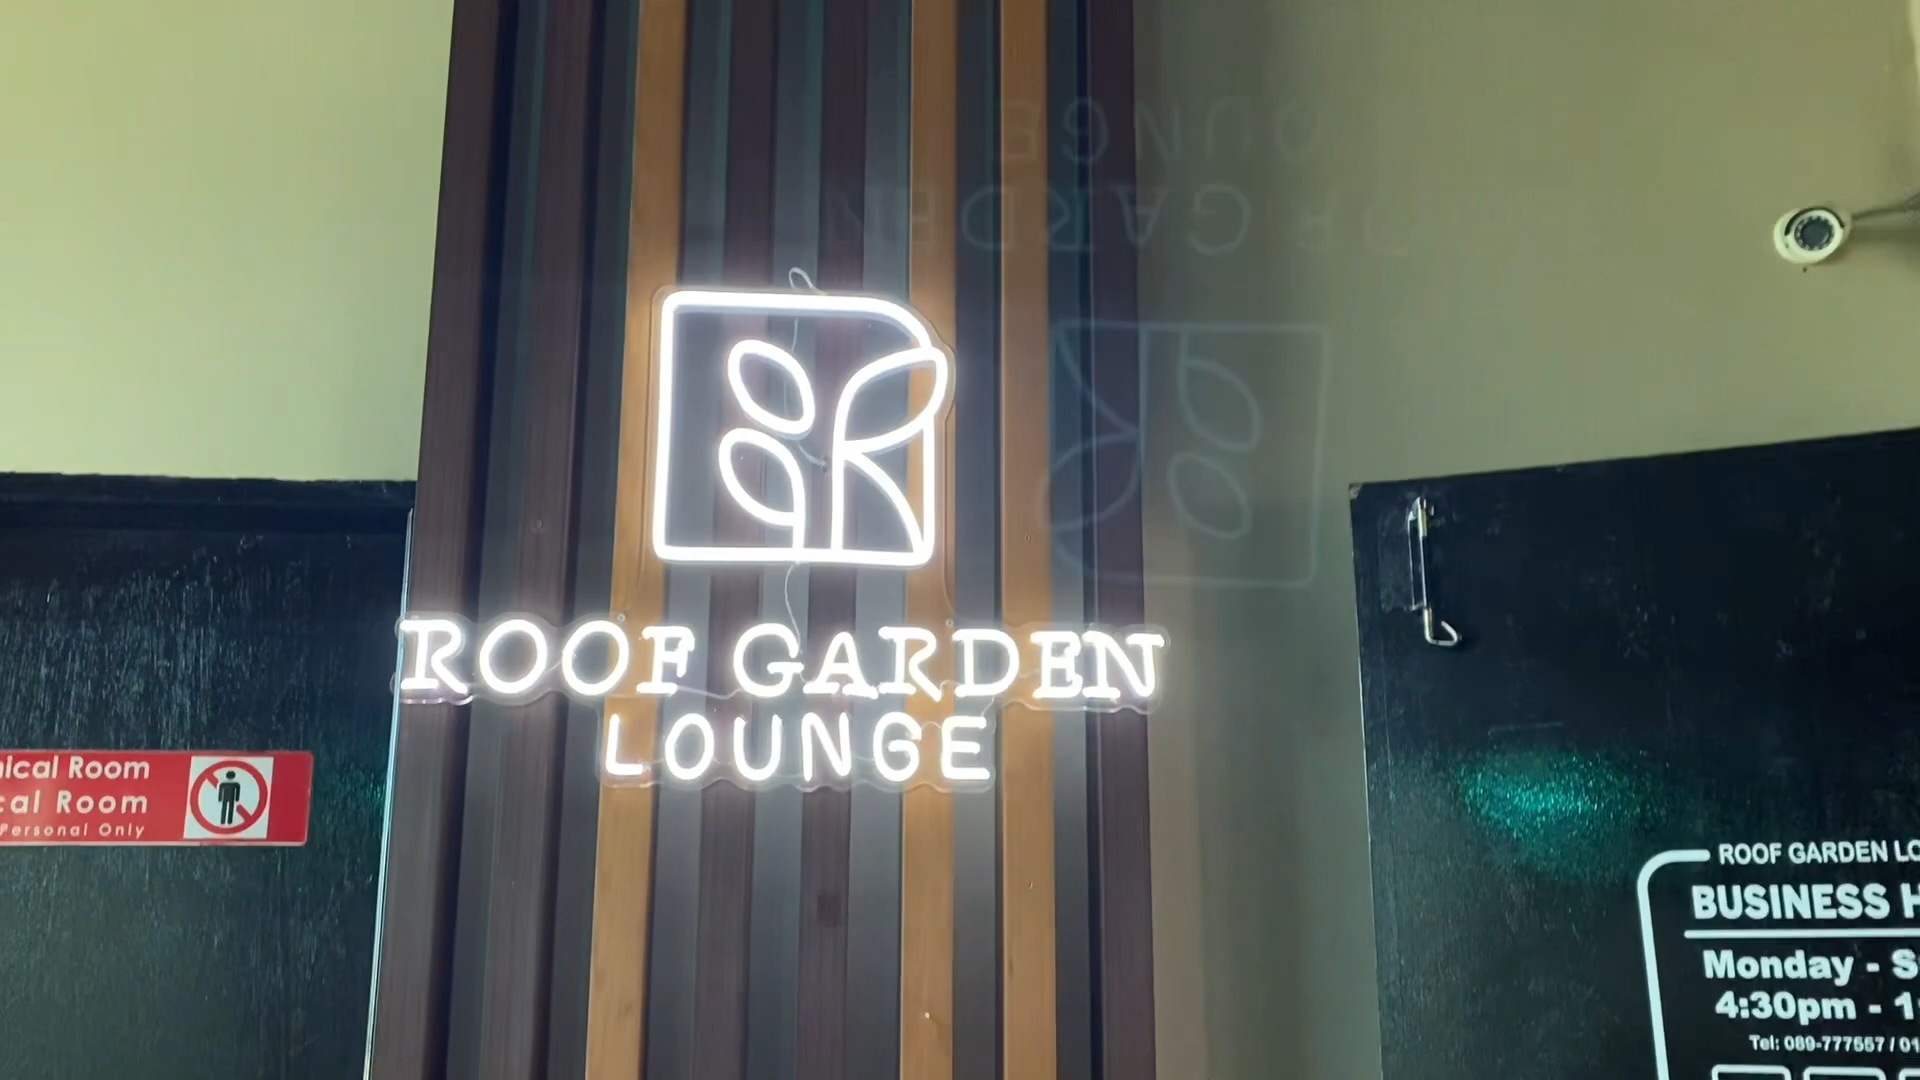 ROOF GARDEN
LOUNGE
ical Room
cal Room
Personal Only
ROOF GARDEN LO
BUSINESS H
Monday - S
4:30pm - 1
Tel: 089-777557 / 01